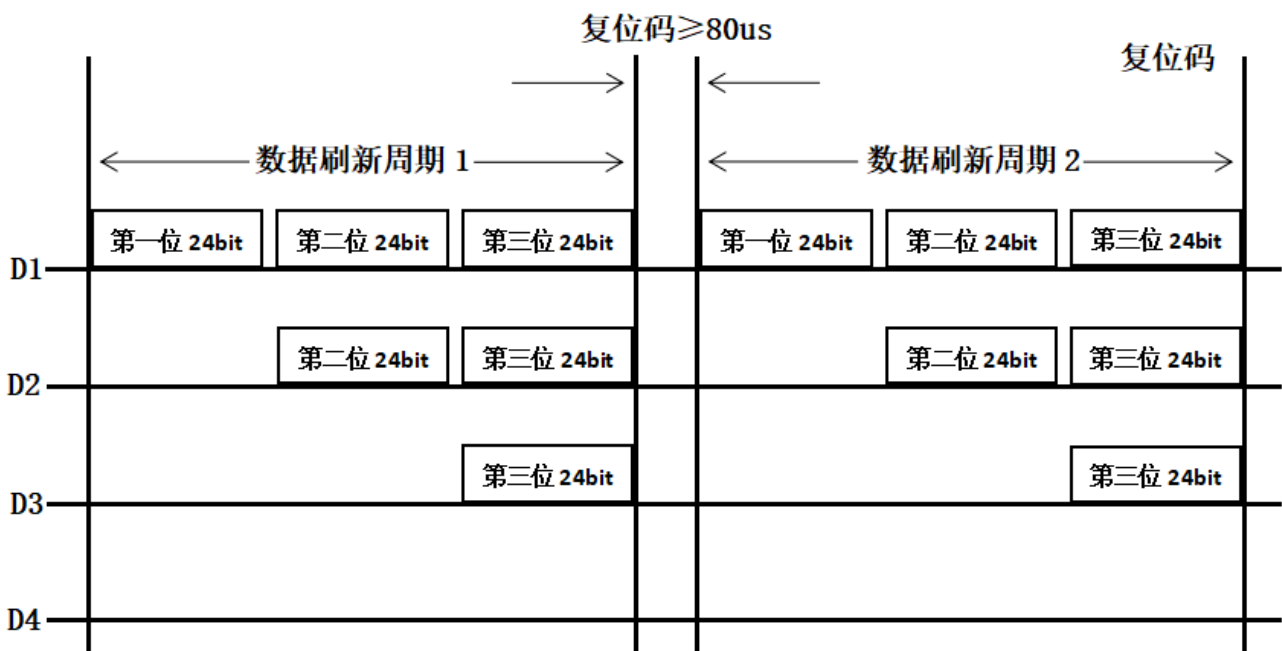 复位码≥80us
复位码
数据刷新周期 1
数据刷新周期 2
D1 第一位 24bit 第二位 24bit 第三位 24bit 第一位 24bit 第二位 24bit 第三位 24bit
D2 第二位 24bit 第三位 24bit 第二位 24bit 第三位 24bit
D3 第三位 24bit 第三位 24bit
D4